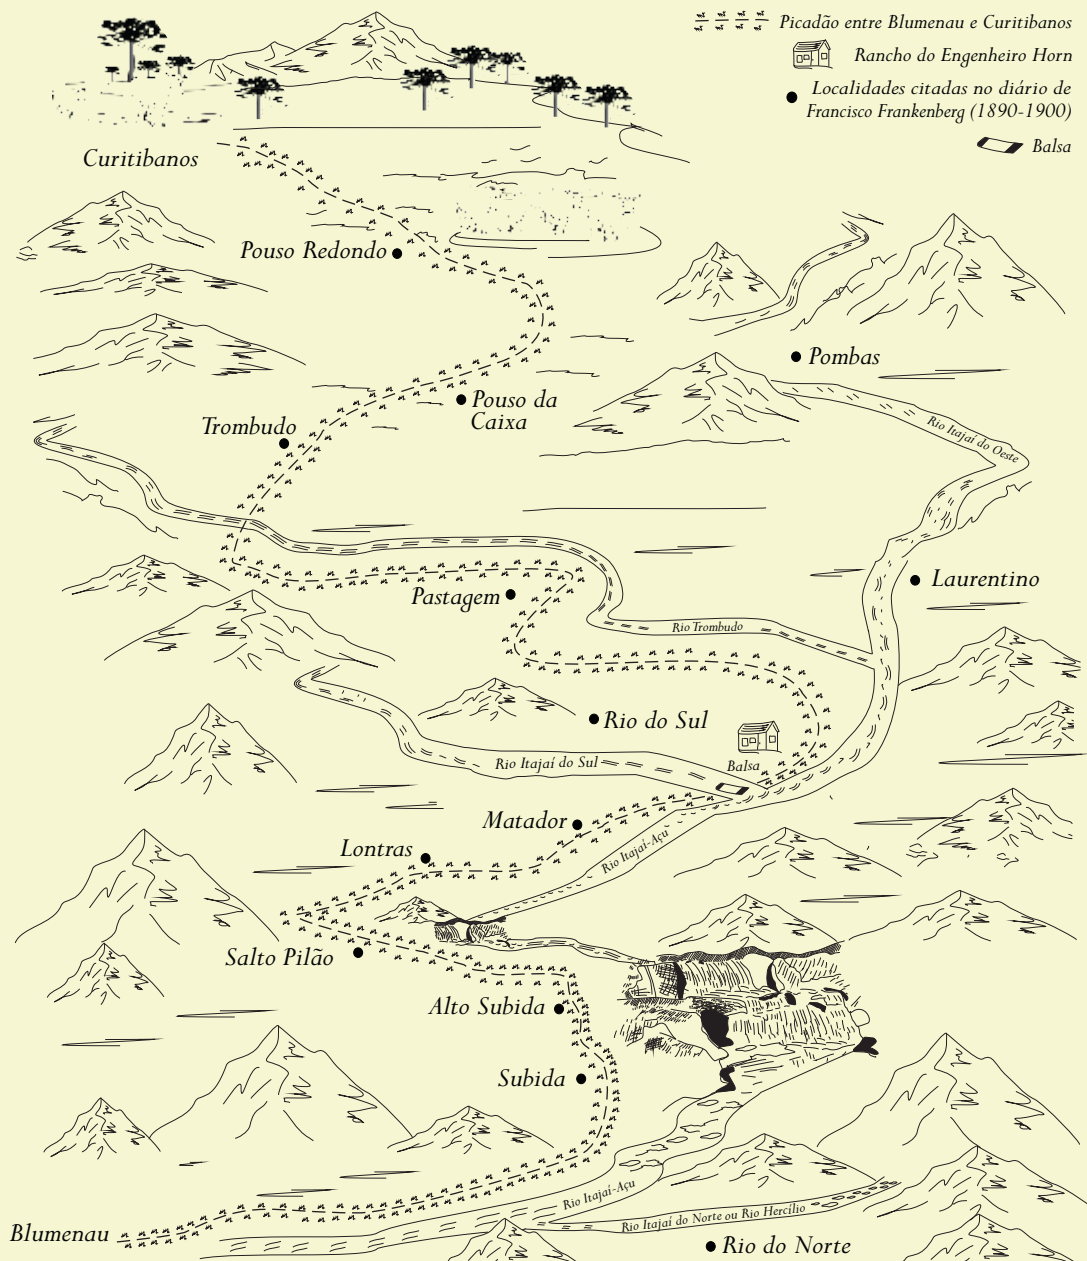 Picadão entre Blumenau e Curitibanos
Rancho do Engenheiro Horn
Localidades citadas no diário de
Francisco Frankenberg (1890-1900)
Balsa
Curitibanos
Pouso Redondo
Pombas
Pouso da
Caixa
Trombudo
Rio Itajaí do Oeste
Laurentino
Pastagem
Rio Trombudo
Rio do Sul
Rio Itajaí do Sul
Balsa
Matador
Lontras
Rio Itajaí-Açu
Salto Pilão
Alto Subida
Subida
Rio Itajaí-Açu
Rio Itajaí do Norte ou Rio Hercílio
Blumenau
Rio do Norte